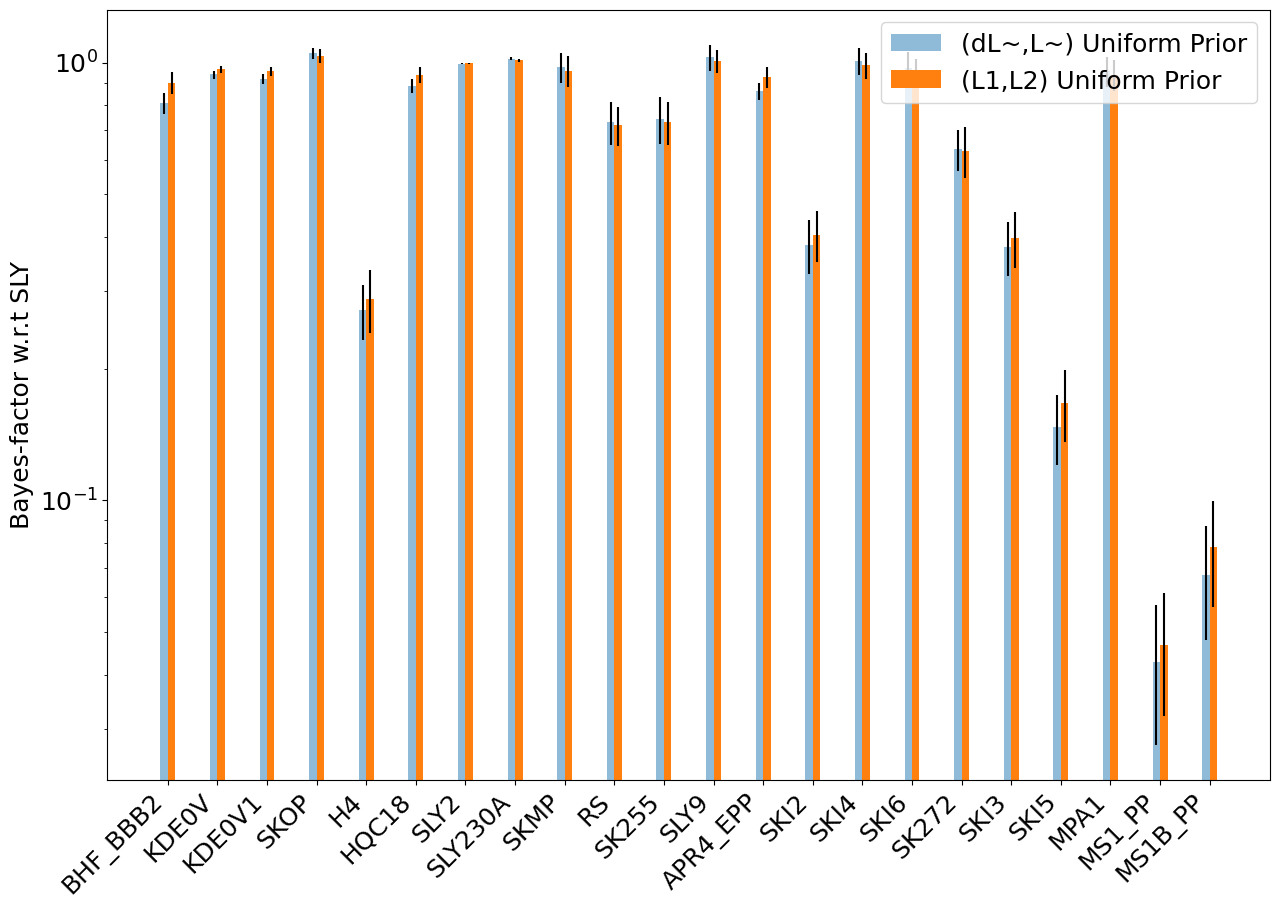 (dL~,L~) Uniform Prior
(L1,L2) Uniform Prior
Bayes-factor w.r.t SLY
10^0
10^-1
BHF_BBB2
KDE0V
KDE0V1
SKOP
H4
HQC18
SLY2
SLY230A
SKMP
RS
SK255
SLY9
APR4_EPP
SKI2
SKI4
SKI6
SK272
SKI3
SKI5
MPA1
MS1_PP
MS1B_PP